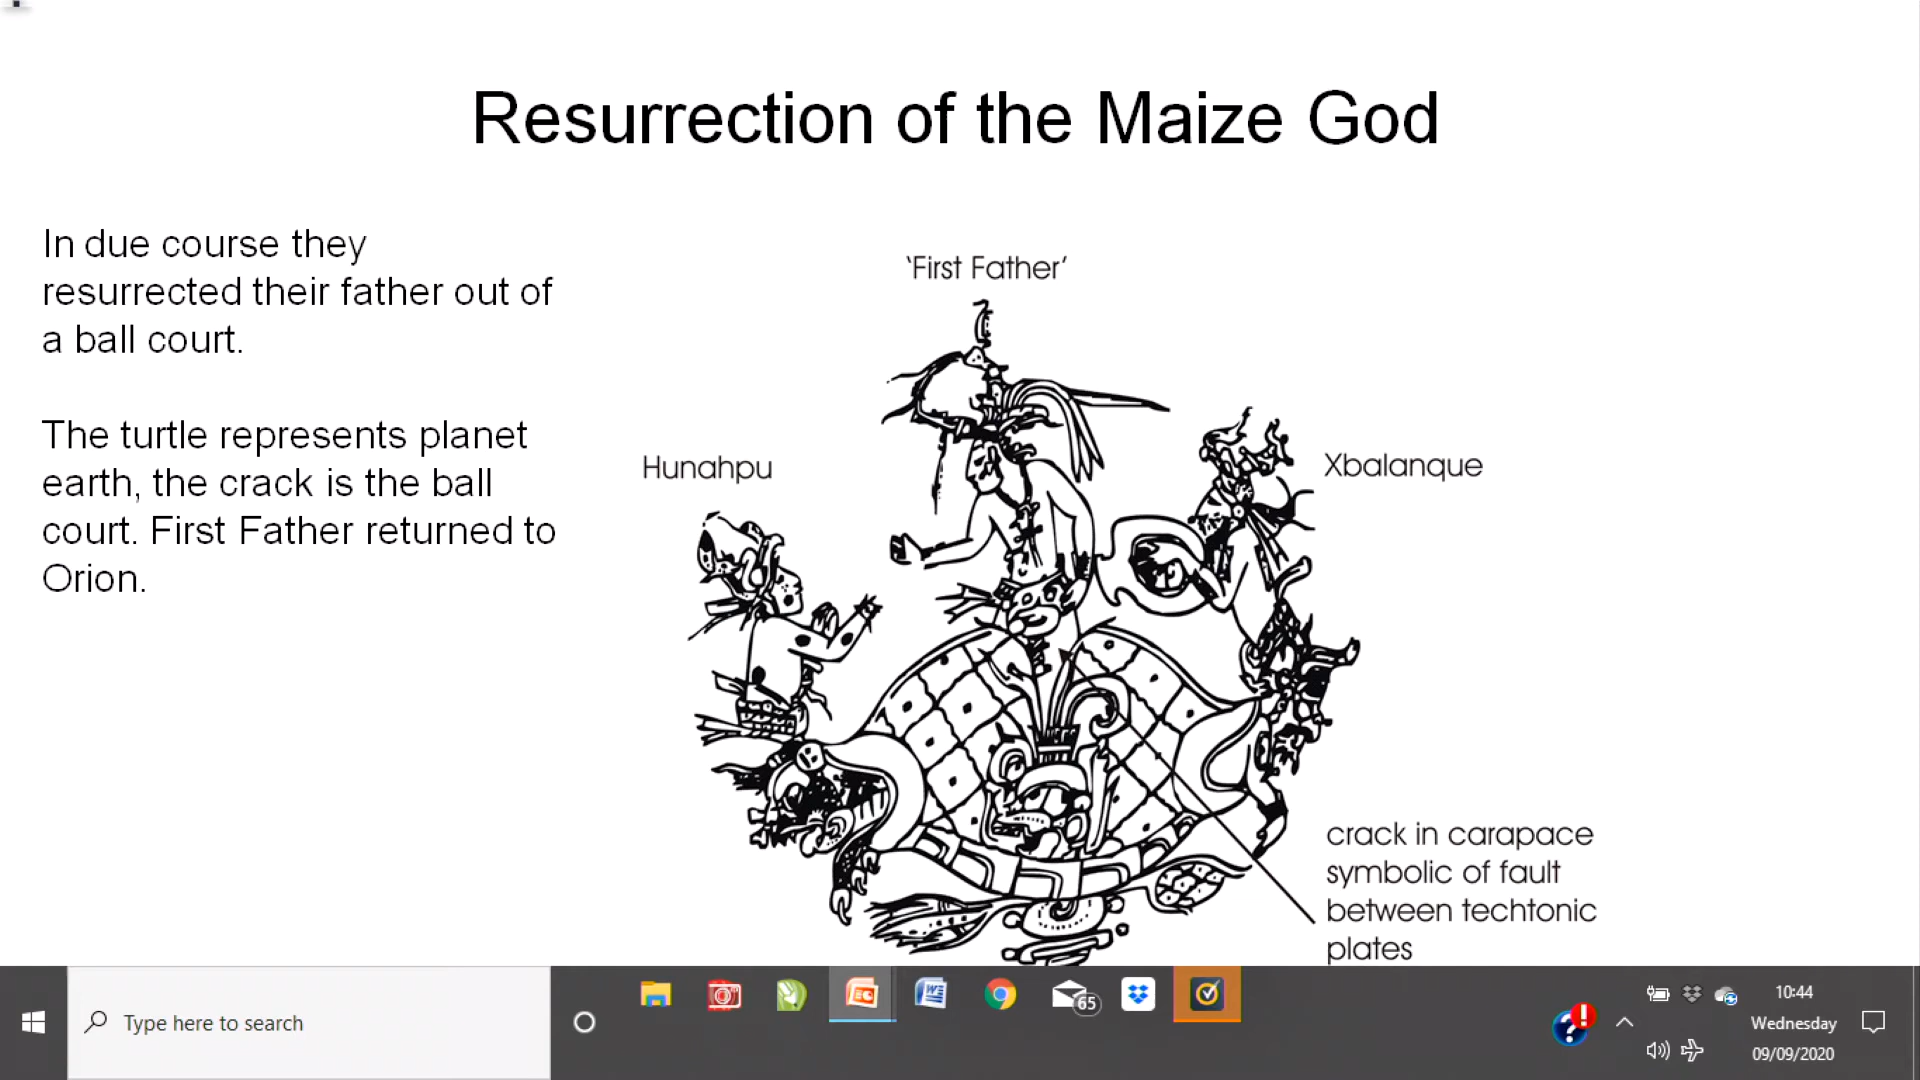 Resurrection of the Maize God
In due course they
resurrected their father out of
a ball court.
The turtle represents planet
earth, the crack is the ball
court. First Father returned to
Orion.
‘First Father’
Hunahpu
Xbalanque
crack in carapace
symbolic of fault
between techtonic
plates
Type here to search
65
10:44
Wednesday
09/09/2020